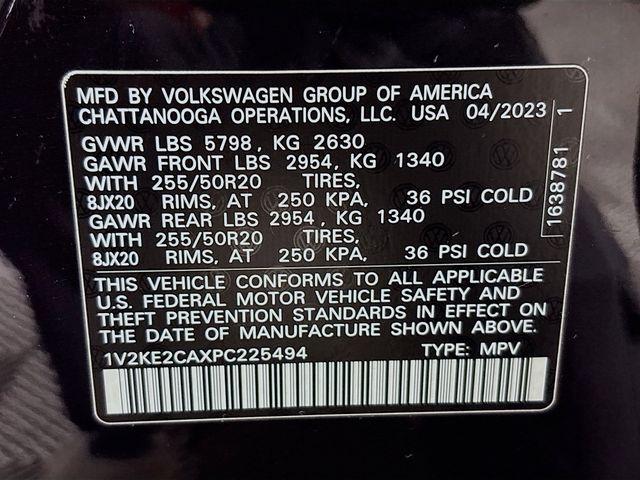 MFD BY VOLKSWAGEN GROUP OF AMERICA
CHATTANOOGA OPERATIONS, LLC. USA 04/2023
GVWR LBS 5798, KG 2630
GAWR FRONT LBS 2954, KG 1340
WITH 255/50R20 TIRES,
8JX20 RIMS, AT 250 KPA, 36 PSI COLD
GAWR REAR LBS 2954, KG 1340
WITH 255/50R20 TIRES,
8JX20 RIMS, AT 250 KPA, 36 PSI COLD
THIS VEHICLE CONFORMS TO ALL APPLICABLE
U.S. FEDERAL MOTOR VEHICLE SAFETY AND
THEFT PREVENTION STANDARDS IN EFFECT ON
THE DATE OF MANUFACTURE SHOWN ABOVE.
1V2KE2CAXPC225494 TYPE: MPV
1638781 1